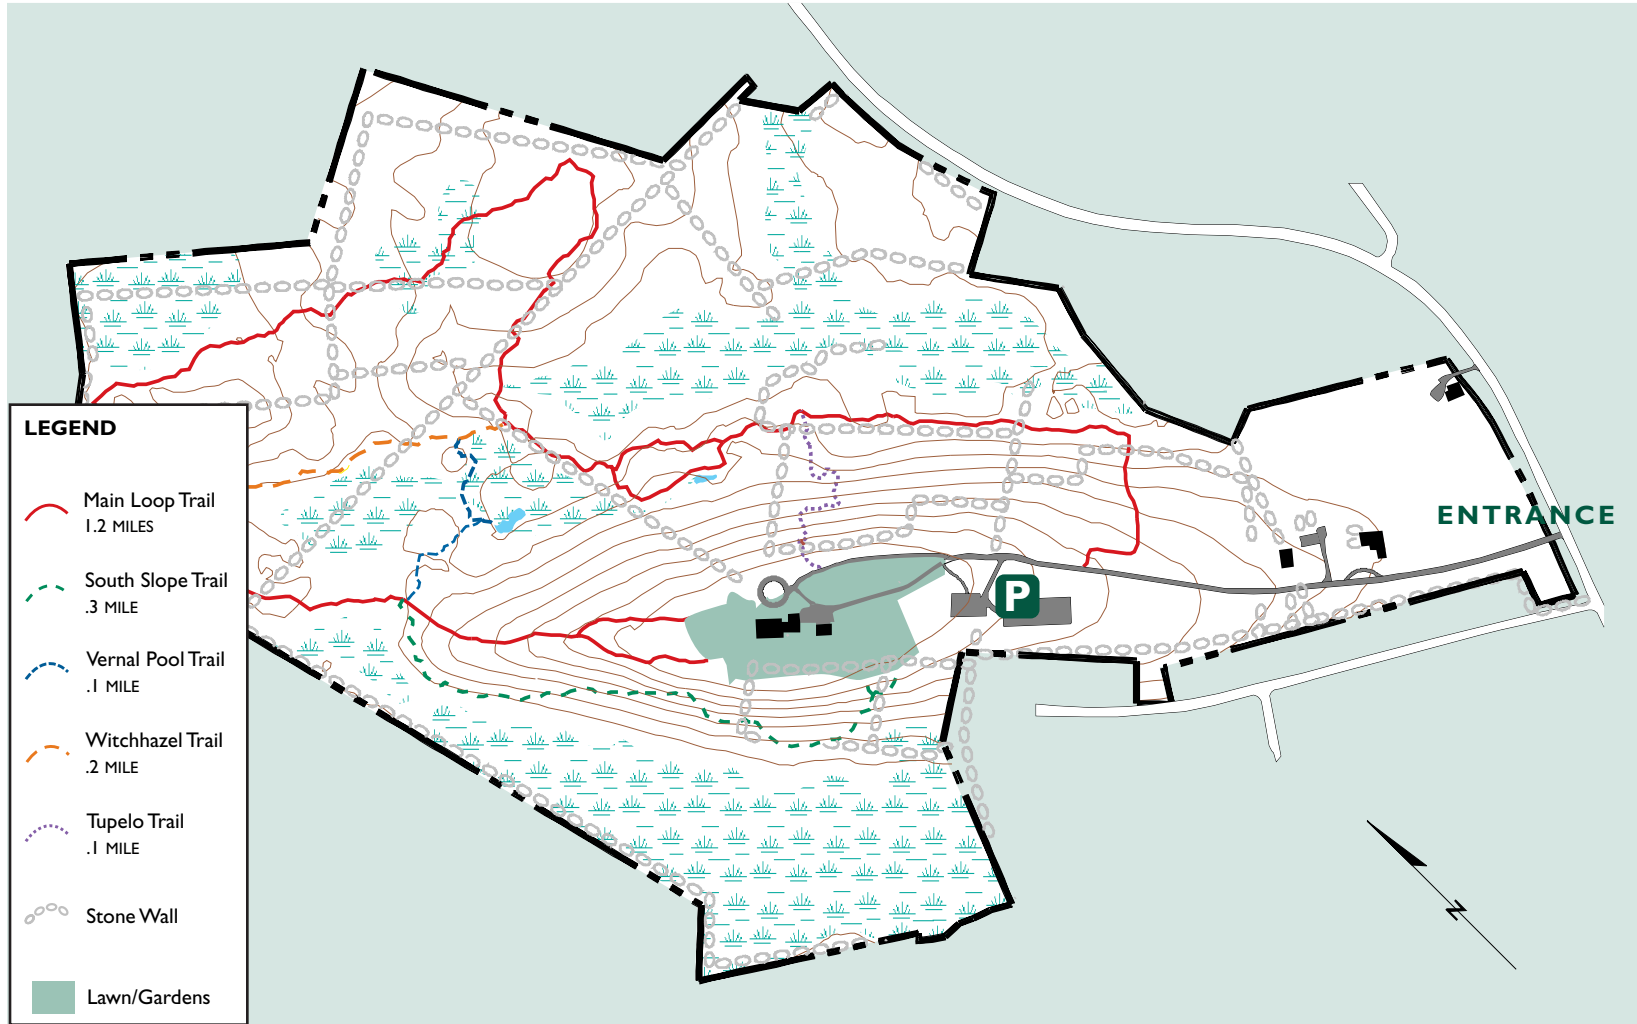 LEGEND
Main Loop Trail
1.2 MILES
South Slope Trail
.3 MILE
Vernal Pool Trail
.1 MILE
Witchhazel Trail
.2 MILE
Tupelo Trail
.1 MILE
Stone Wall
Lawn/Gardens
ENTRANCE
P
N